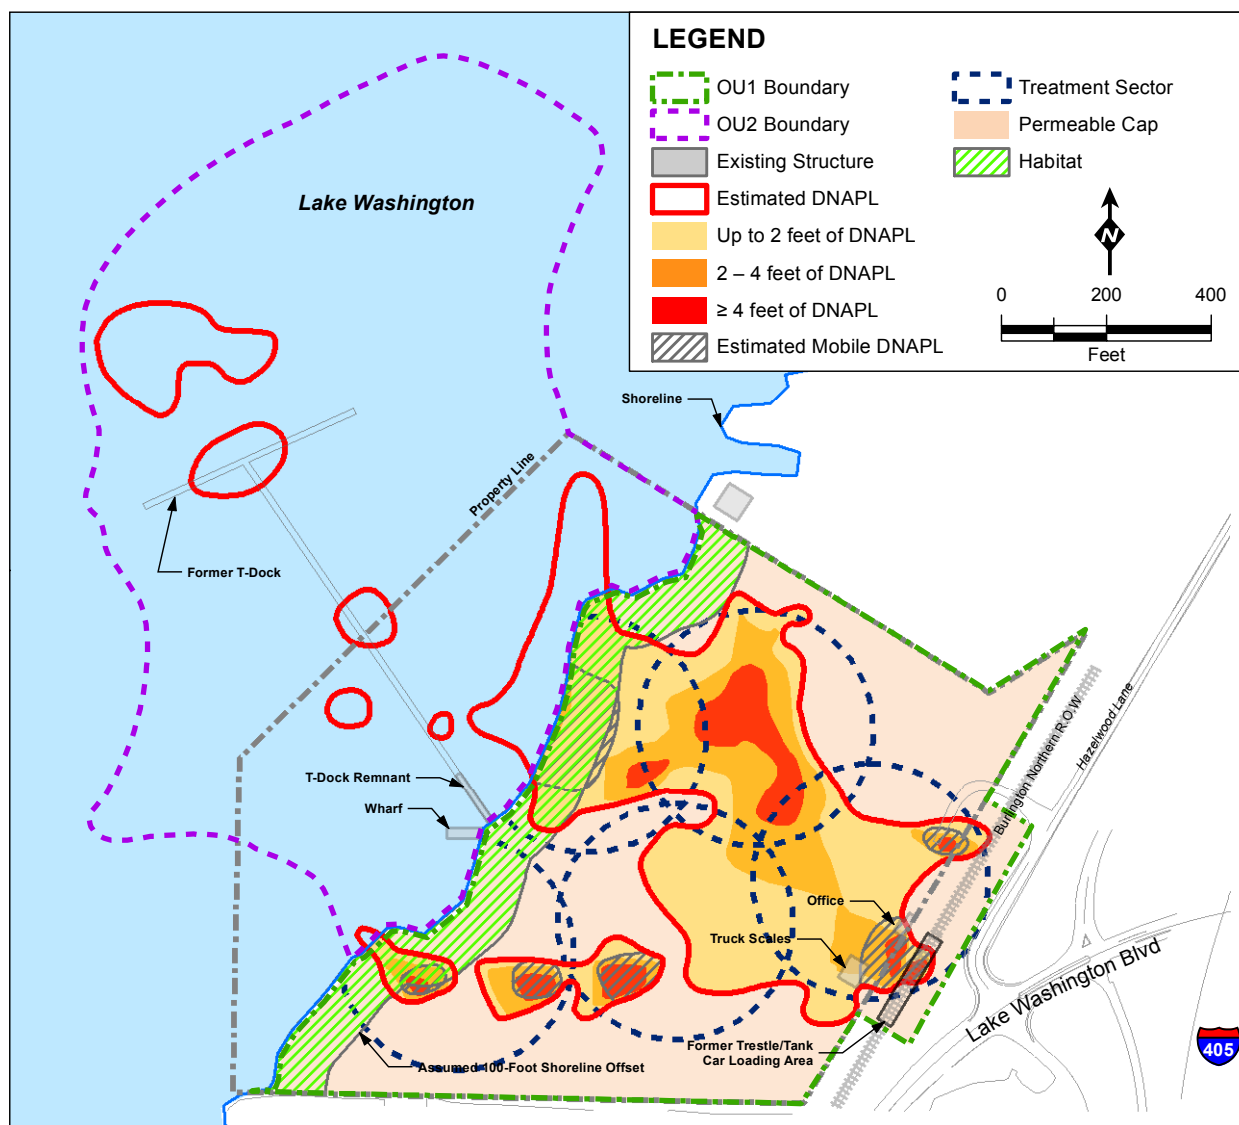 LEGEND
OU1 Boundary
OU2 Boundary
Existing Structure
Estimated DNAPL
Up to 2 feet of DNAPL
2 – 4 feet of DNAPL
≥ 4 feet of DNAPL
Estimated Mobile DNAPL
Treatment Sector
Permeable Cap
Habitat
N
0 200 400
Feet
Lake Washington
Shoreline
Property Line
Former T-Dock
T-Dock Remnant
Wharf
Burlington Northern R.O.W.
Hazelwood Lane
Office
Truck Scales
Lake Washington Blvd
Former Trestle/Tank
Car Loading Area
Assumed 100-Foot Shoreline Offset
405